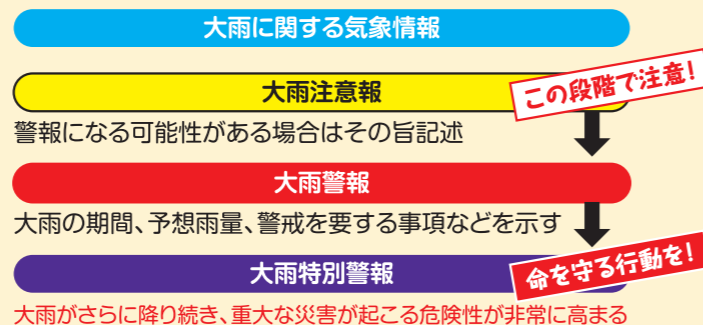 大雨に関する気象情報
大雨注意報
この段階で注意!
警報になる可能性がある場合はその旨記述
大雨警報
大雨の期間、予想雨量、警戒を要する事項などを示す
大雨特別警報
命を守る行動を!
大雨がさらに降り続き、重大な災害が起こる危険性が非常に高まる